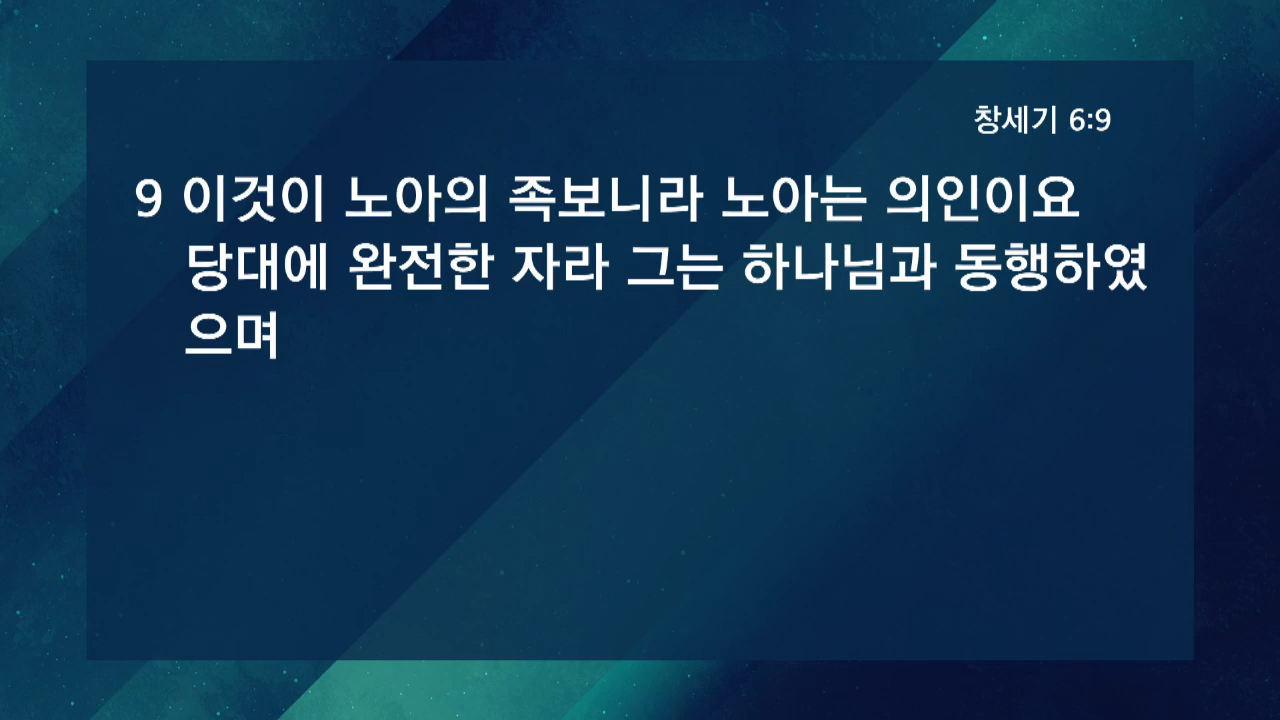 창세기 6:9
9 이것이 노아의 족보니라 노아는 의인이요
당대에 완전한 자라 그는 하나님과 동행하였
으며